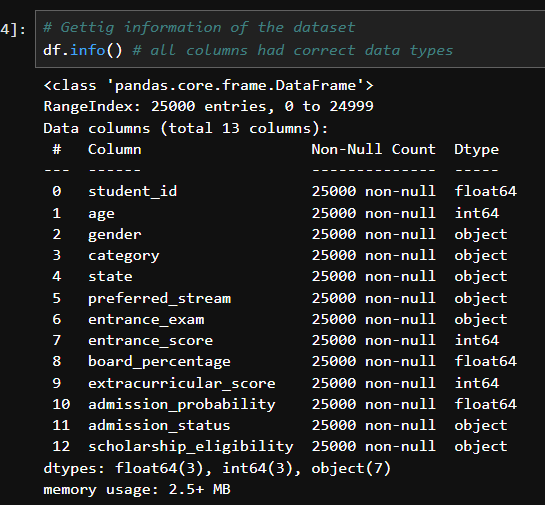 4]: # Gettig information of the dataset
df.info() # all columns had correct data types
<class 'pandas.core.frame.DataFrame'>
RangeIndex: 25000 entries, 0 to 24999
Data columns (total 13 columns):
 #   Column                   Non-Null Count  Dtype
---  ------                   --------------  -----
 0   student_id               25000 non-null  float64
 1   age                      25000 non-null  int64
 2   gender                   25000 non-null  object
 3   category                 25000 non-null  object
 4   state                    25000 non-null  object
 5   preferred_stream         25000 non-null  object
 6   entrance_exam            25000 non-null  object
 7   entrance_score           25000 non-null  int64
 8   board_percentage         25000 non-null  float64
 9   extracurricular_score    25000 non-null  int64
 10  admission_probability    25000 non-null  float64
 11  admission_status         25000 non-null  object
 12  scholarship_eligibility  25000 non-null  object
dtypes: float64(3), int64(3), object(7)
memory usage: 2.5+ MB